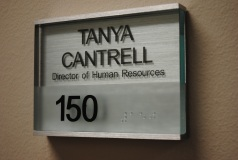 TANYA
CANTRELL
Director of Human Resources
150